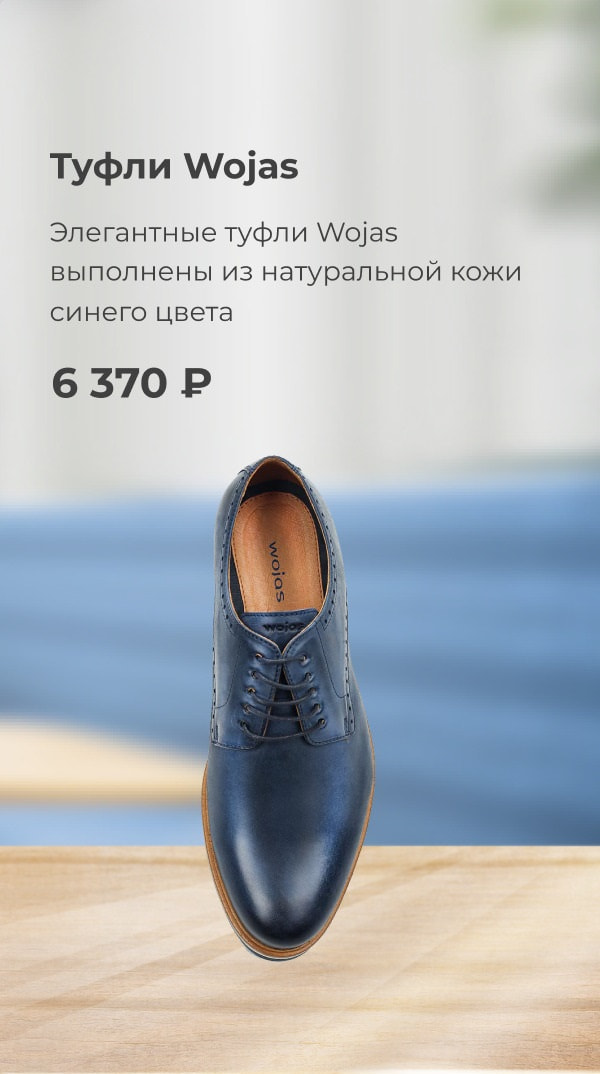 Туфли Wojas
Элегантные туфли Wojas
выполнены из натуральной кожи
синего цвета
6 370 ₽
wojas
wojas